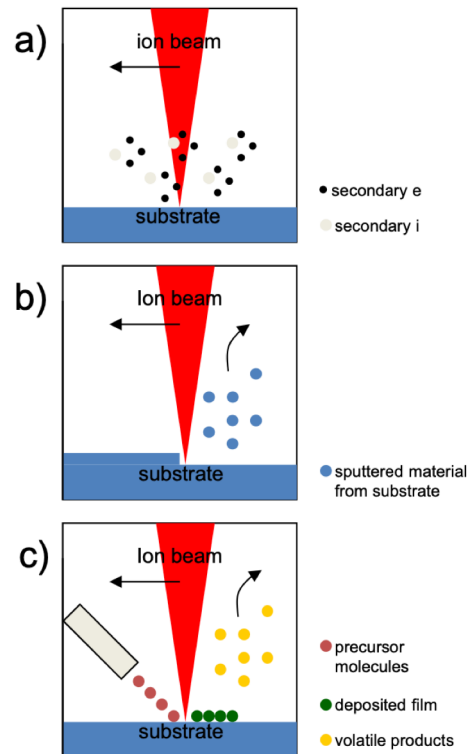 a)
ion beam
substrate
secondary e
secondary i
b)
Ion beam
substrate
sputtered material
from substrate
c)
Ion beam
substrate
precursor
molecules
deposited film
volatile products